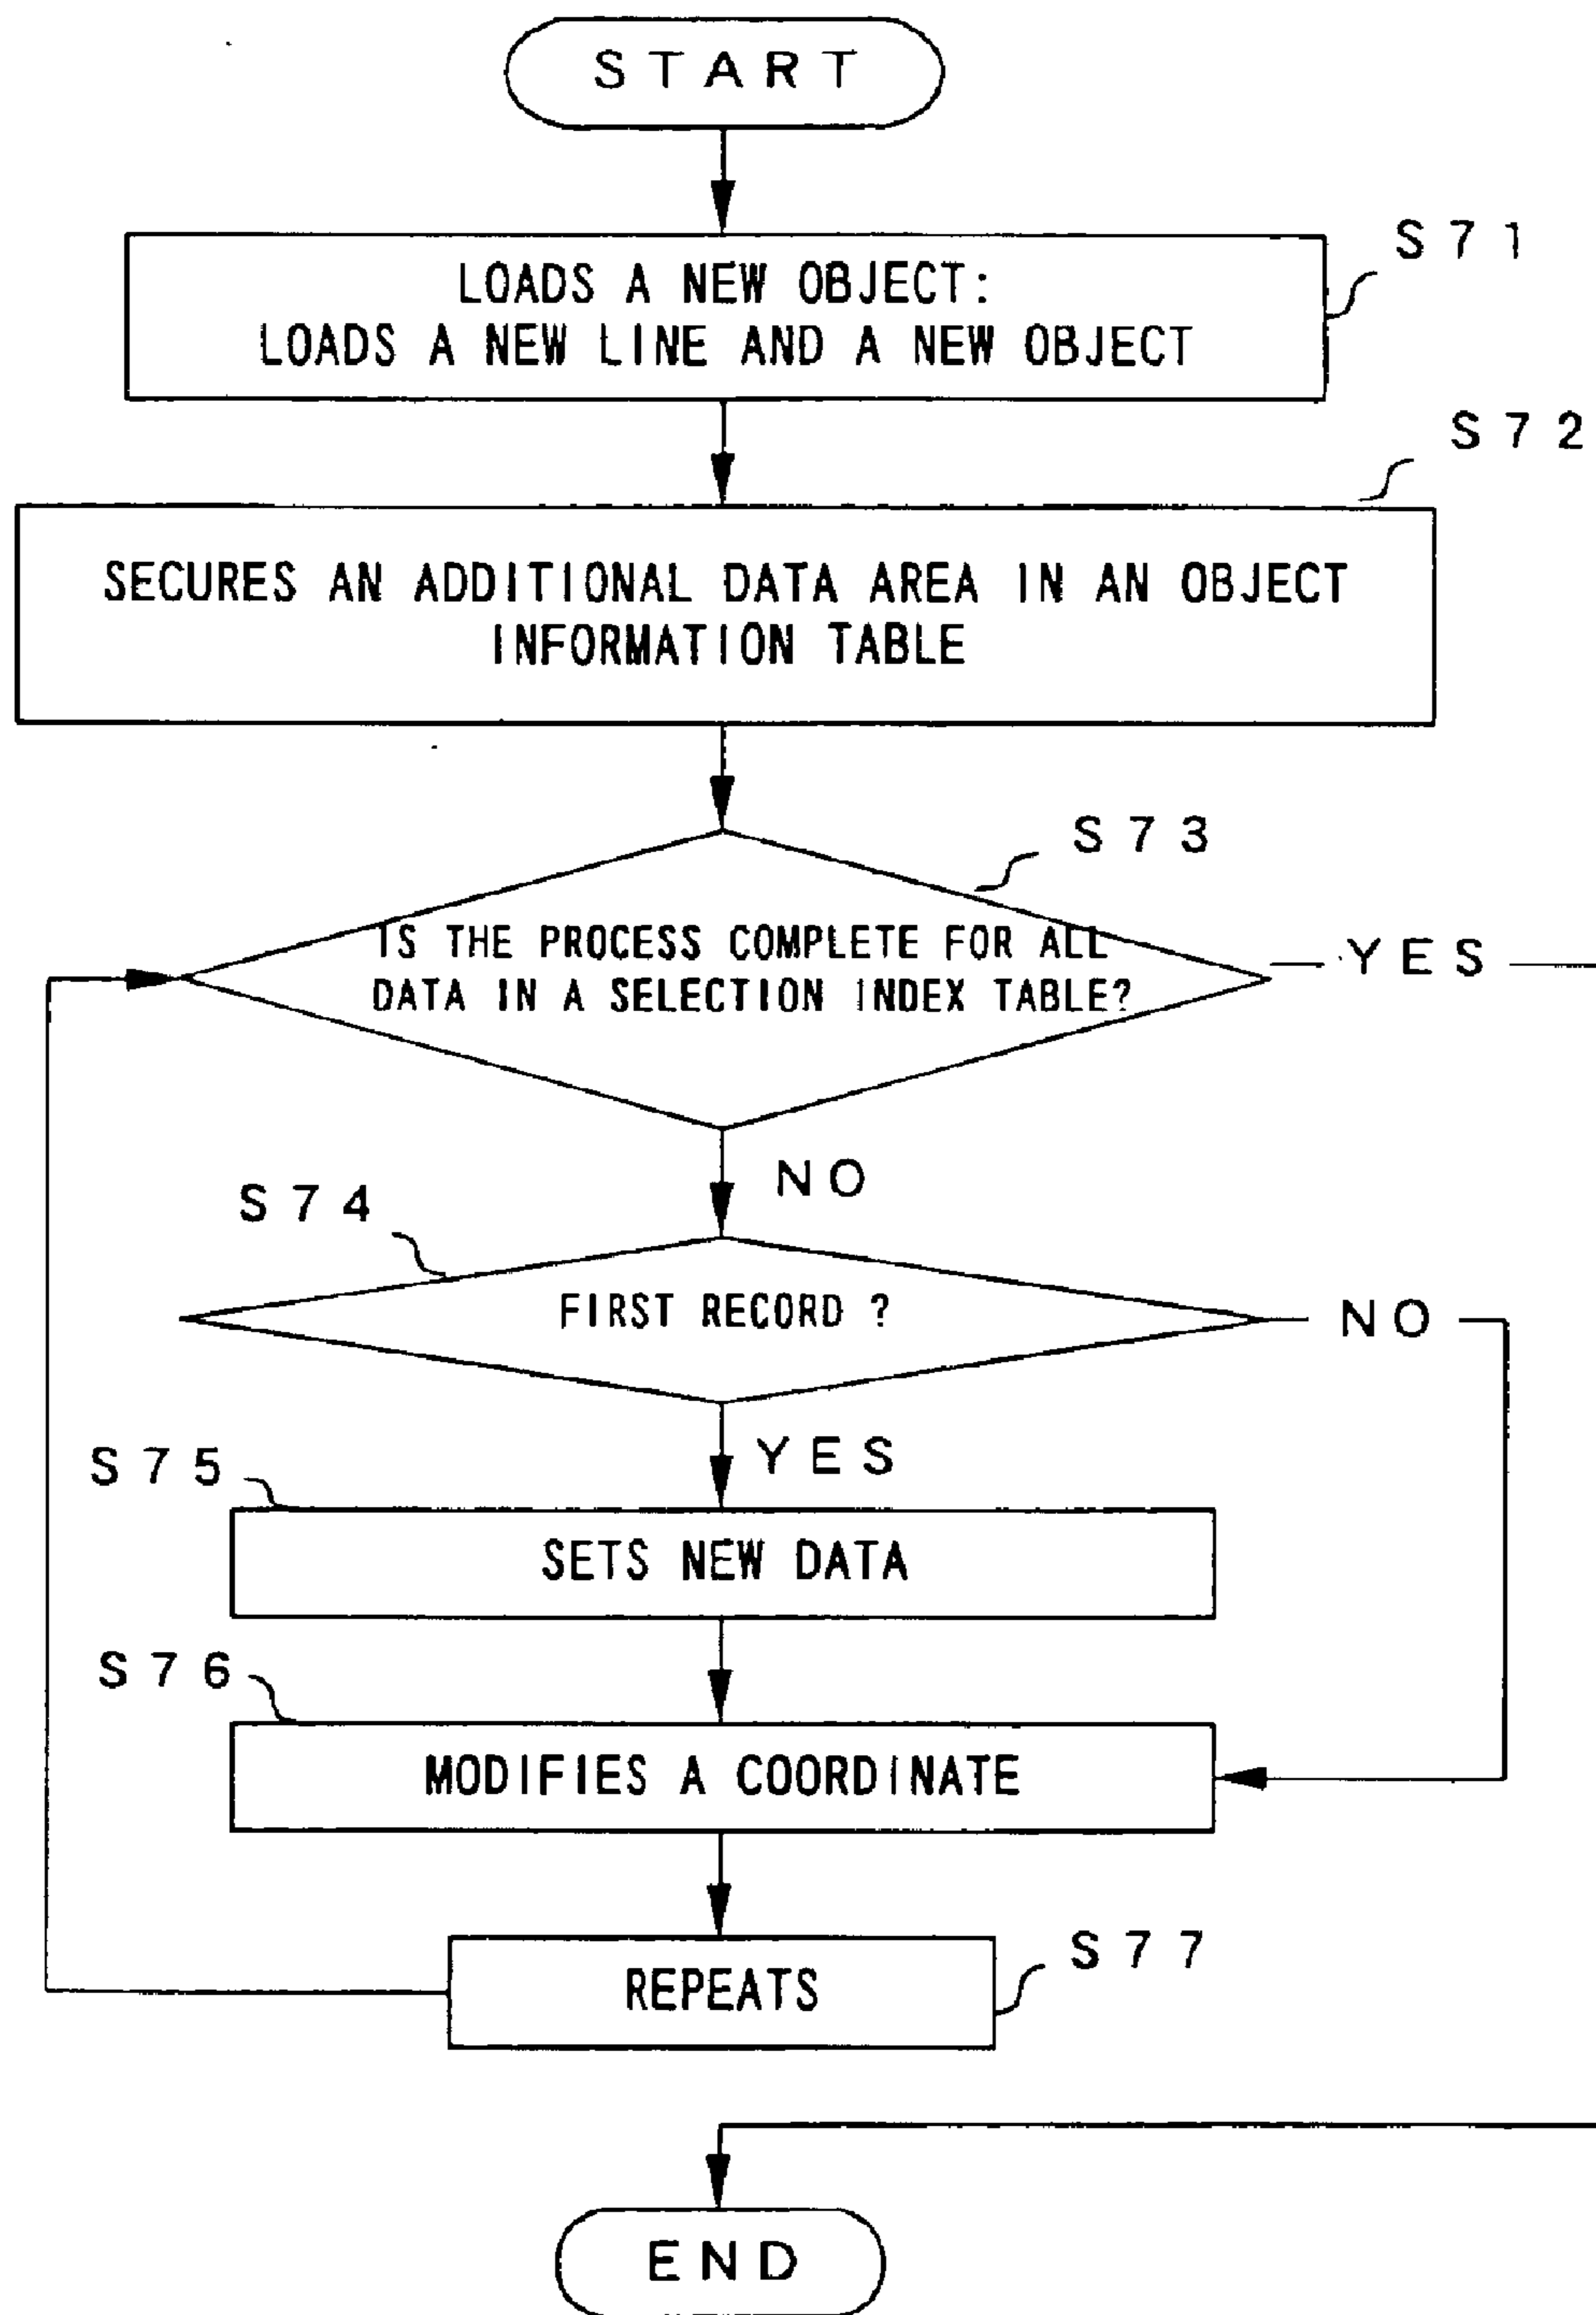 START
S71
LOADS A NEW OBJECT:
LOADS A NEW LINE AND A NEW OBJECT
S72
SECURES AN ADDITIONAL DATA AREA IN AN OBJECT
INFORMATION TABLE
S73
IS THE PROCESS COMPLETE FOR ALL
DATA IN A SELECTION INDEX TABLE?
YES
NO
S74
FIRST RECORD ?
NO
YES
S75
SETS NEW DATA
S76
MODIFIES A COORDINATE
S77
REPEATS
END